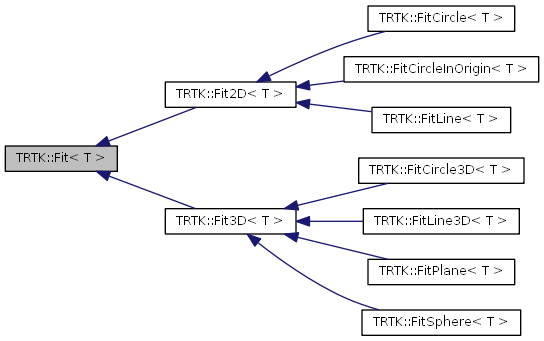 TRTK::Fit< T >
TRTK::Fit2D< T >
TRTK::FitCircle< T >
TRTK::FitCircleInOrigin< T >
TRTK::FitLine< T >
TRTK::Fit3D< T >
TRTK::FitCircle3D< T >
TRTK::FitLine3D< T >
TRTK::FitPlane< T >
TRTK::FitSphere< T >